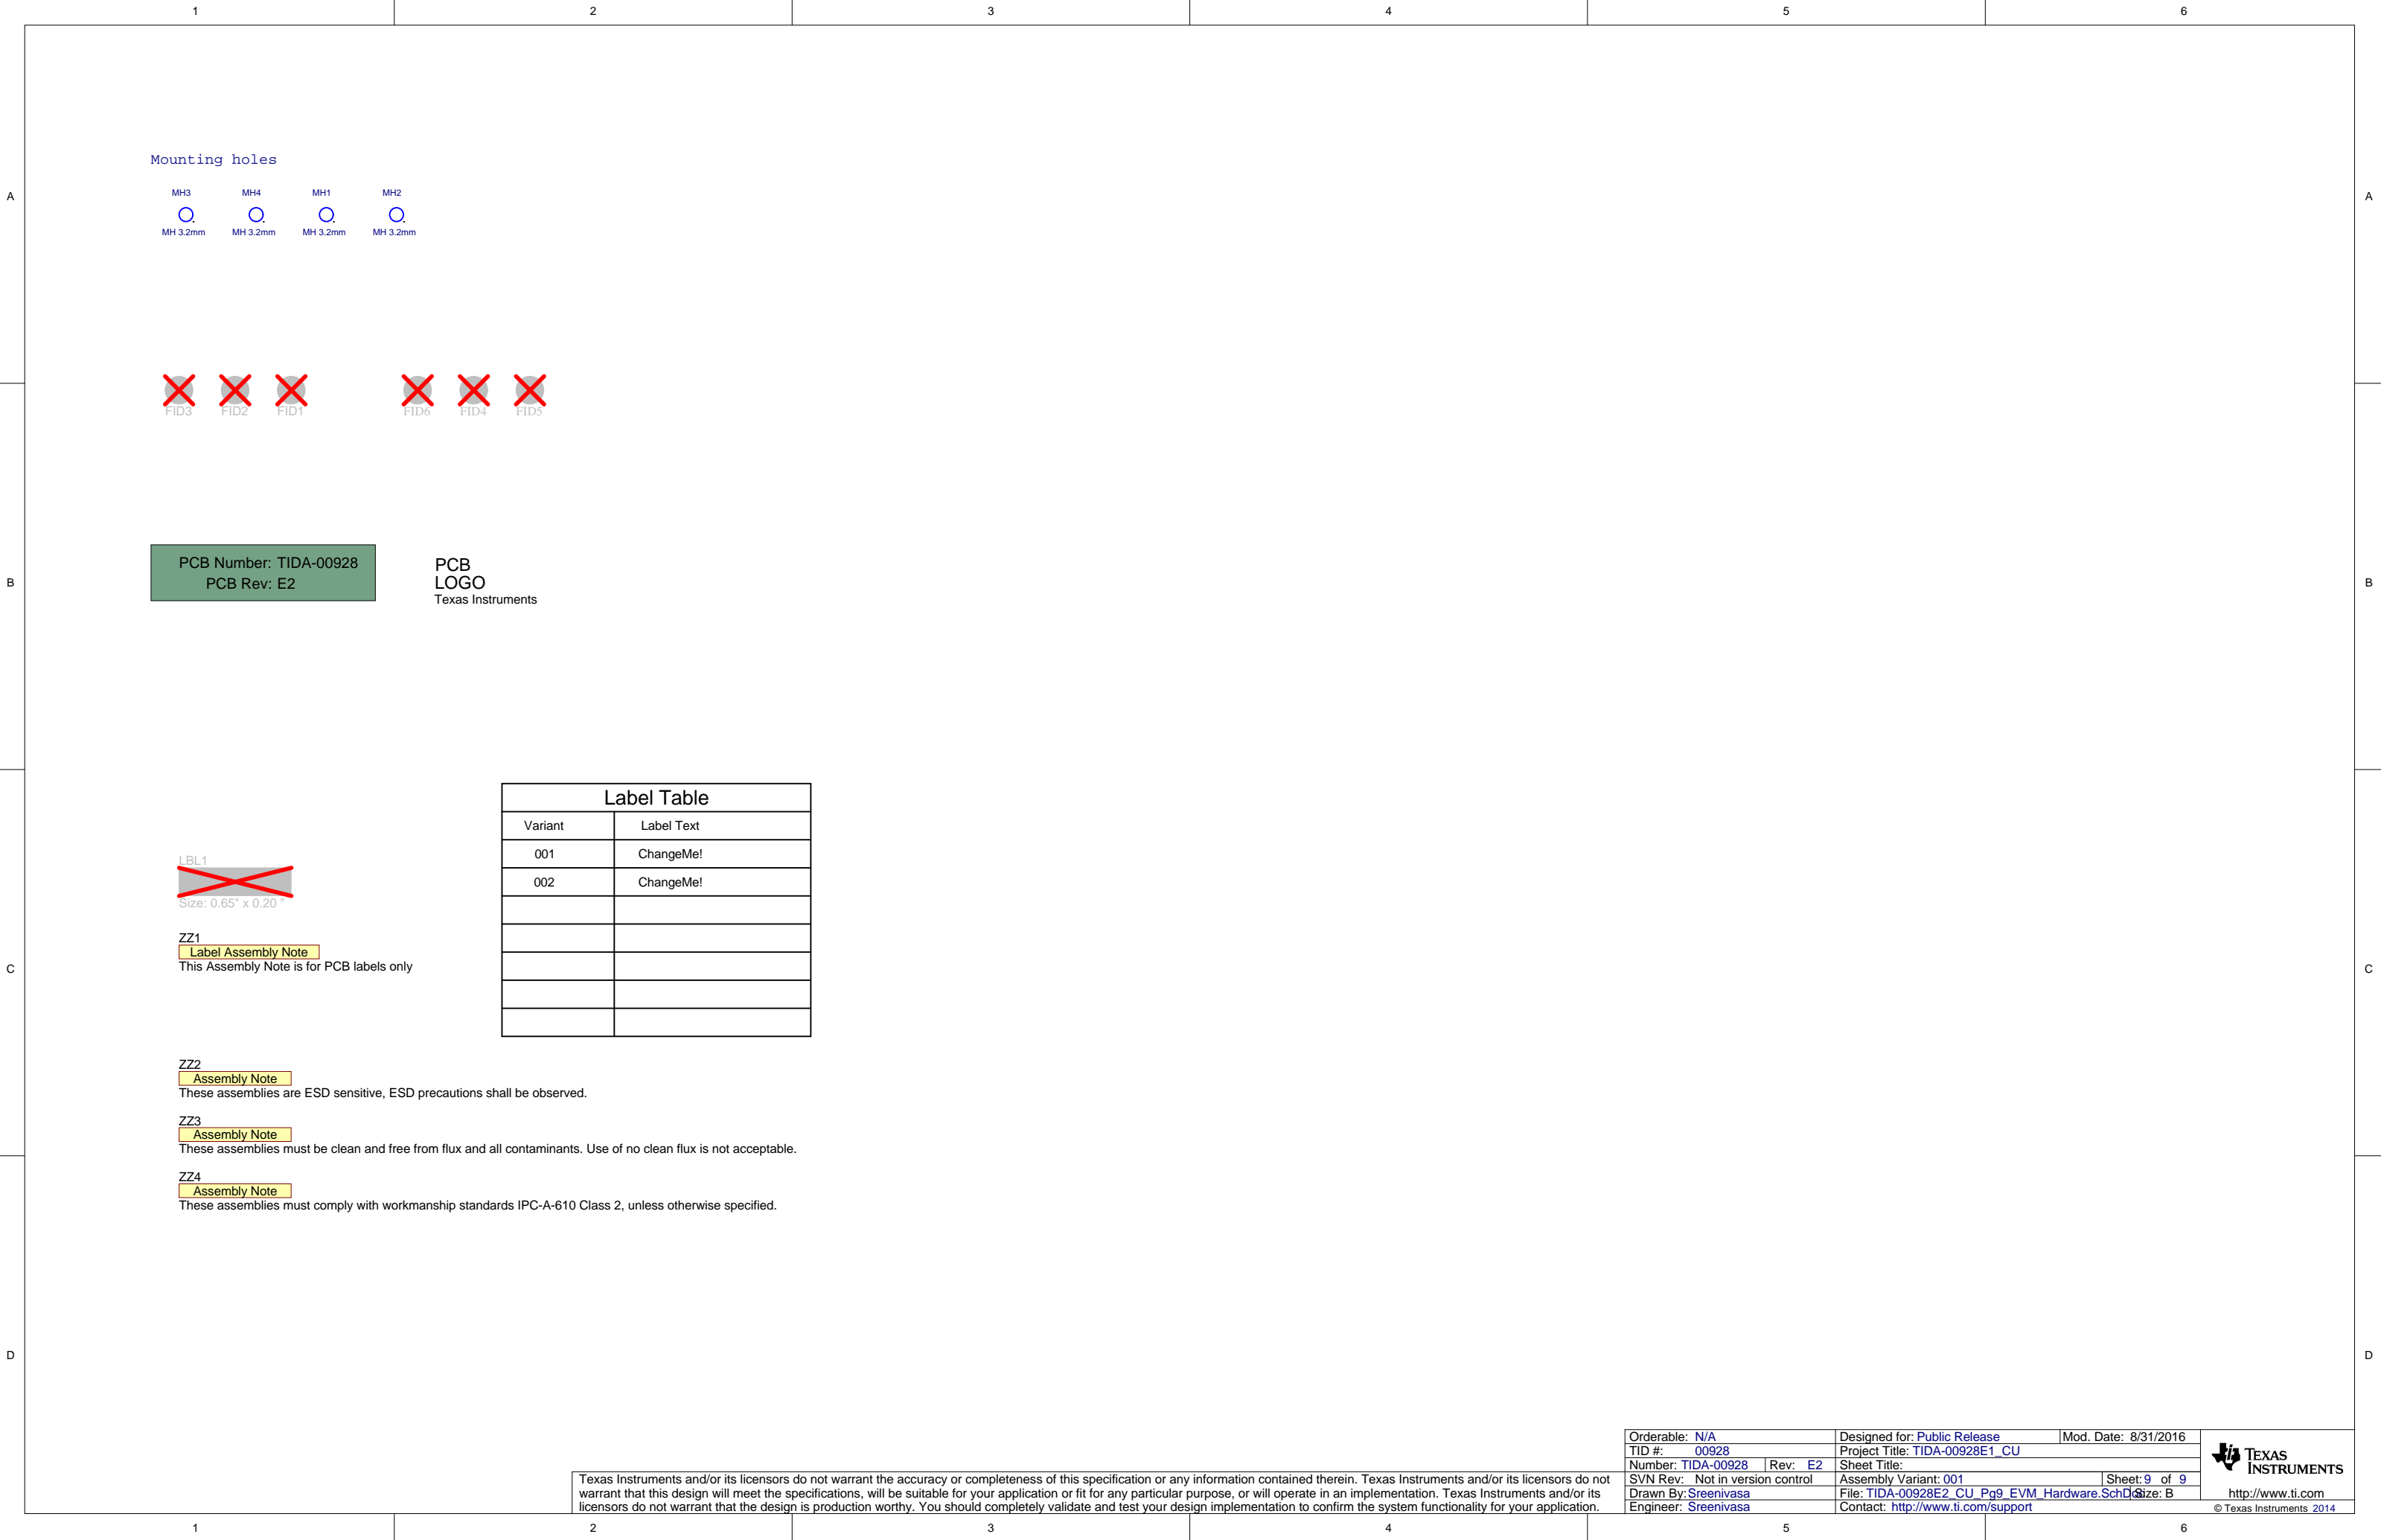 1 2 3 4 5 6
Mounting holes
A A
MH3 MH4 MH1 MH2
MH 3.2mm MH 3.2mm MH 3.2mm MH 3.2mm
FID3 FID2 FID1 FID6 FID4 FID5
PCB Number: TIDA-00928
PCB Rev: E2
PCB
LOGO
Texas Instruments
B B
Label Table
Variant Label Text
001 ChangeMe!
002 ChangeMe!
LBL1
Size: 0.65" x 0.20 "
ZZ1
Label Assembly Note
This Assembly Note is for PCB labels only
C C
ZZ2
Assembly Note
These assemblies are ESD sensitive, ESD precautions shall be observed.
ZZ3
Assembly Note
These assemblies must be clean and free from flux and all contaminants. Use of no clean flux is not acceptable.
ZZ4
Assembly Note
These assemblies must comply with workmanship standards IPC-A-610 Class 2, unless otherwise specified.
D D
Texas Instruments and/or its licensors do not warrant the accuracy or completeness of this specification or any information contained therein. Texas Instruments and/or its licensors do not
warrant that this design will meet the specifications, will be suitable for your application or fit for any particular purpose, or will operate in an implementation. Texas Instruments and/or its
licensors do not warrant that the design is production worthy. You should completely validate and test your design implementation to confirm the system functionality for your application.
Orderable: N/A Designed for: Public Release Mod. Date: 8/31/2016
TID #: 00928 Project Title: TIDA-00928E1_CU
Number: TIDA-00928 Rev: E2 Sheet Title:
SVN Rev: Not in version control Assembly Variant: 001 Sheet: 9 of 9
Drawn By: Sreenivasa File: TIDA-00928E2_CU_Pg9_EVM_Hardware.SchDoc Size: B
Engineer: Sreenivasa Contact: http://www.ti.com/support
TEXAS
INSTRUMENTS
http://www.ti.com
© Texas Instruments 2014
1 2 3 4 5 6